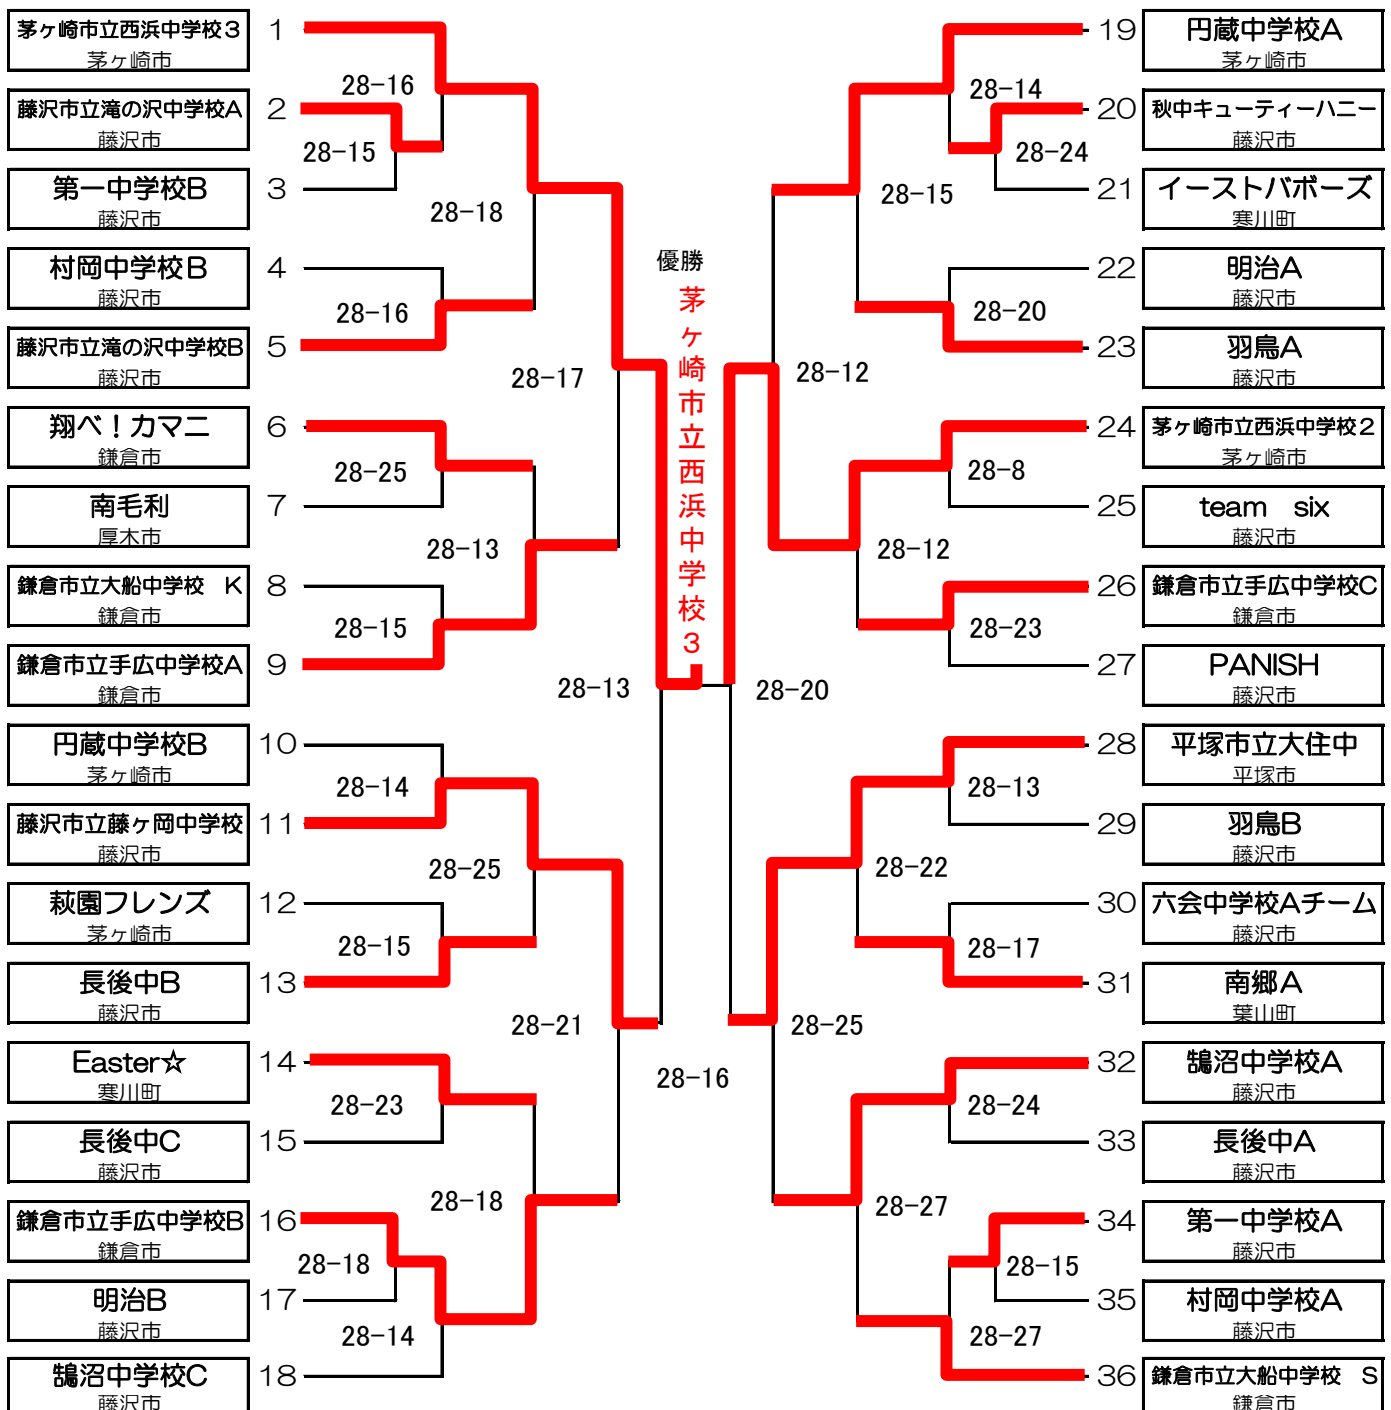 茅ヶ崎市立西浜中学校3
茅ヶ崎市
1
藤沢市立滝の沢中学校A
藤沢市
2
第一中学校B
藤沢市
3
村岡中学校B
藤沢市
4
藤沢市立滝の沢中学校B
藤沢市
5
翔べ！カマニ
鎌倉市
6
南毛利
厚木市
7
鎌倉市立大船中学校　K
鎌倉市
8
鎌倉市立手広中学校A
鎌倉市
9
円蔵中学校B
茅ヶ崎市
10
藤沢市立藤ヶ岡中学校
藤沢市
11
萩園フレンズ
茅ヶ崎市
12
長後中B
藤沢市
13
Easter☆
寒川町
14
長後中C
藤沢市
15
鎌倉市立手広中学校B
鎌倉市
16
明治B
藤沢市
17
鵠沼中学校C
藤沢市
18
28-16
28-15
28-18
28-16
28-17
28-25
28-13
28-15
28-13
28-14
28-25
28-15
28-21
28-23
28-18
28-18
28-14
優勝
茅ヶ崎市立西浜中学校3
28-16
28-14
28-24
28-15
28-20
28-12
28-8
28-12
28-23
28-20
28-13
28-22
28-17
28-25
28-24
28-27
28-15
28-27
19
円蔵中学校A
茅ヶ崎市
20
秋中キューティーハニー
藤沢市
21
イーストバボーズ
寒川町
22
明治A
藤沢市
23
羽鳥A
藤沢市
24
茅ヶ崎市立西浜中学校2
茅ヶ崎市
25
team　six
藤沢市
26
鎌倉市立手広中学校C
鎌倉市
27
PANISH
藤沢市
28
平塚市立大住中
平塚市
29
羽鳥B
藤沢市
30
六会中学校Aチーム
藤沢市
31
南郷A
葉山町
32
鵠沼中学校A
藤沢市
33
長後中A
藤沢市
34
第一中学校A
藤沢市
35
村岡中学校A
藤沢市
36
鎌倉市立大船中学校　S
鎌倉市